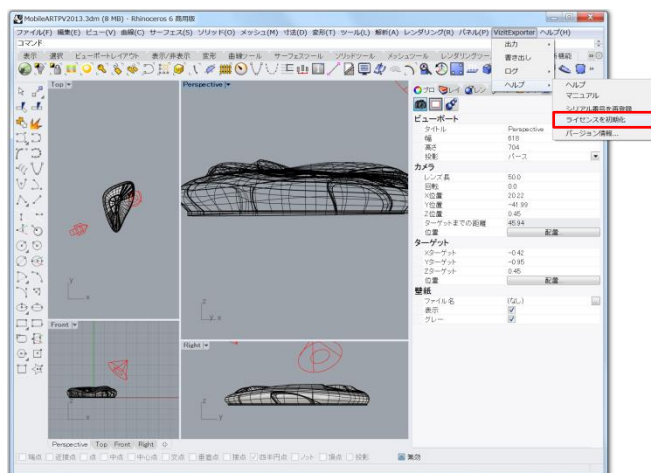 MobileARTPV2013.3dm (8 MB) - Rhinoceros 6 商用版
ファイル(F) 編集(E) ビュー(V) 曲線(C) サーフェス(S) ソリッド(O) メッシュ(M) 寸法(D) 変形(T) ツール(L) 解析(A) レンダリング(R) パネル(P) VizitExporter ヘルプ(H)
コマンド
表示 選択 ビューポートレイアウト 表示/非表示 変形 曲線ツール サーフェスツール ソリッドツール メッシュツール レンダリングツール
出力
書き出し
ログ
ヘルプ
ヘルプ
マニュアル
シリアル番号を再登録
ライセンスを初期化
バージョン情報...
Top
Perspective
プロ レイ レン
ビューポート
タイトル Perspective
幅 618
高さ 704
投影 パース
カメラ
レンズ長 50.0
回転 0.0
X位置 20.22
Y位置 -41.99
Z位置 0.45
ターゲットまでの距離 45.94
位置 配置...
ターゲット
Xターゲット -0.42
Yターゲット -0.95
Zターゲット 0.45
位置 配置...
壁紙
ファイル名 (なし)
表示
グレー
y
x
z
y, x
Front
Right
z
x
z
y
Perspective Top Front Right
端点 近接点 点 中点 中心点 交点 垂直点 接点 四半円点 ノット 頂点 投影 無効